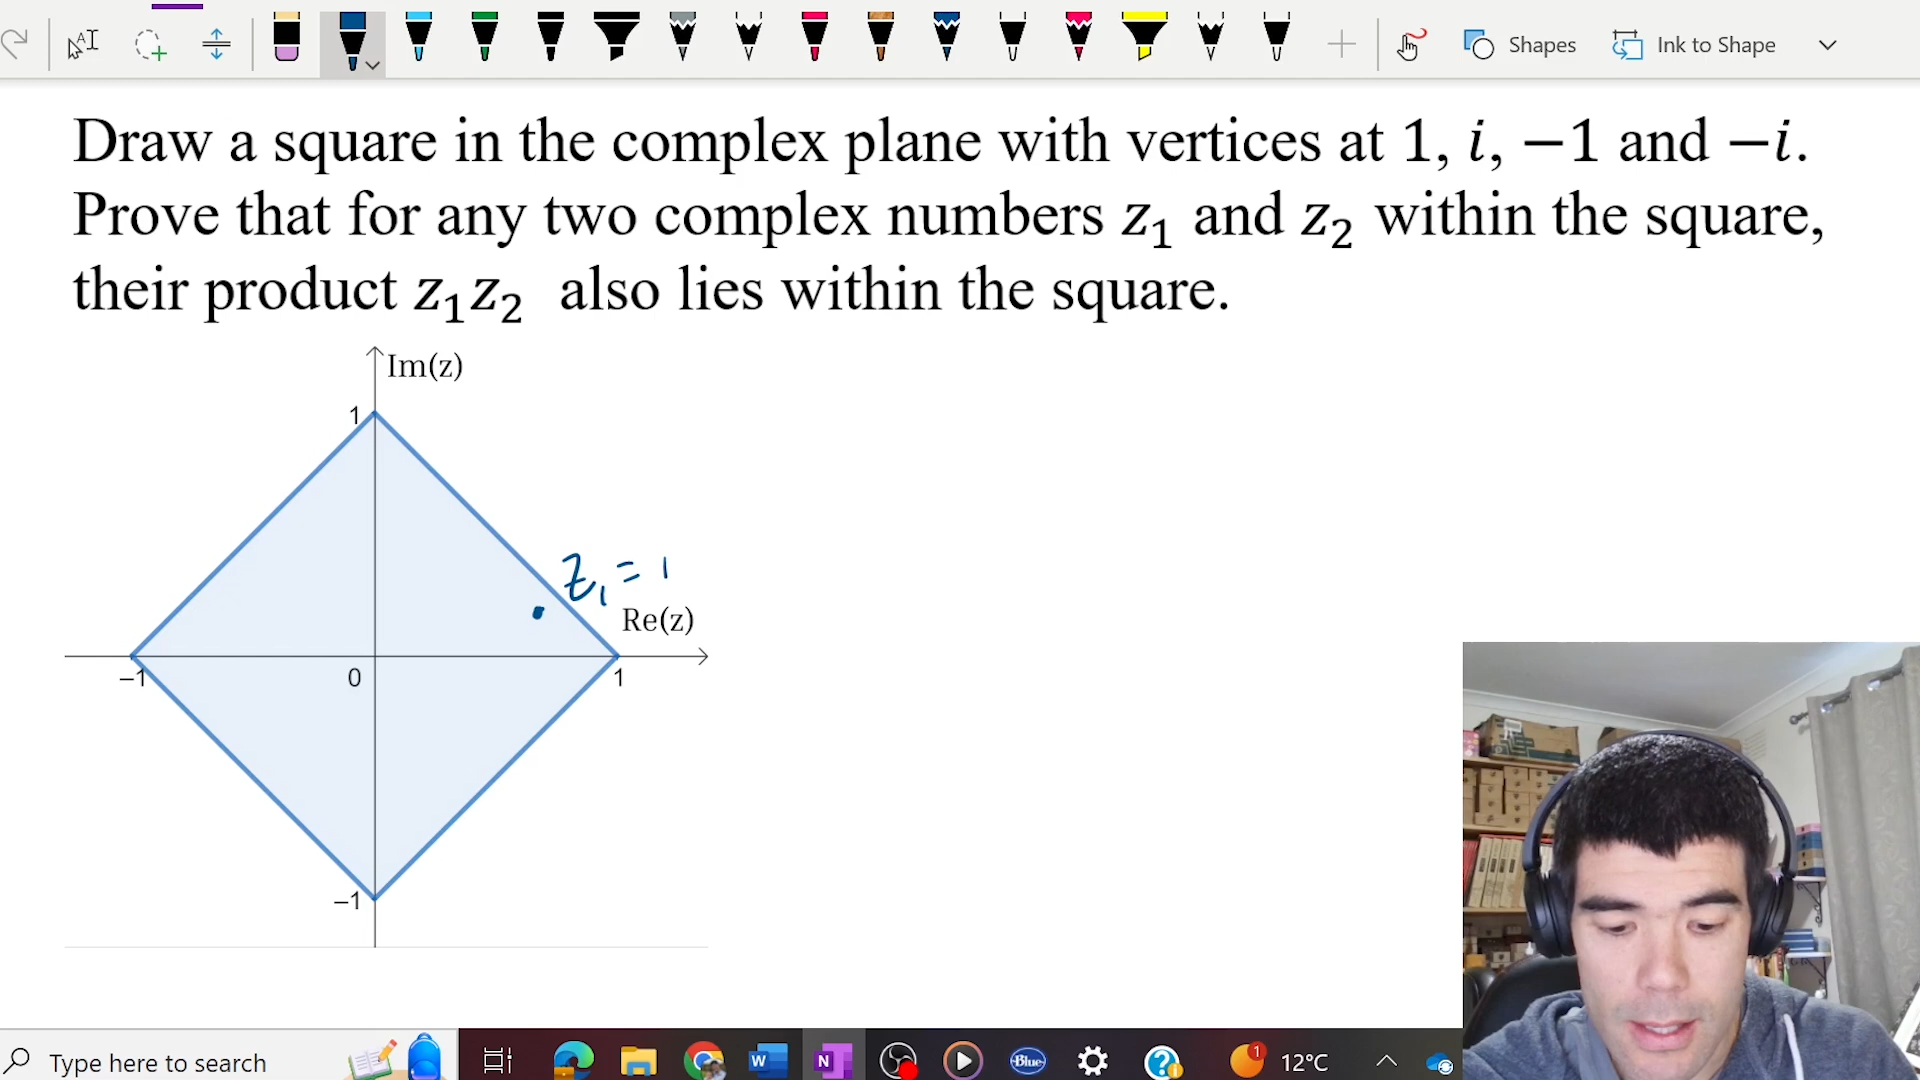 Shapes
Ink to Shape
Draw a square in the complex plane with vertices at 1, i, −1 and −i.
Prove that for any two complex numbers z₁ and z₂ within the square,
their product z₁z₂ also lies within the square.
Im(z)
1
z₁ = 1
Re(z)
−1
0
1
−1
Type here to search
W
N
Blue
1
12°C